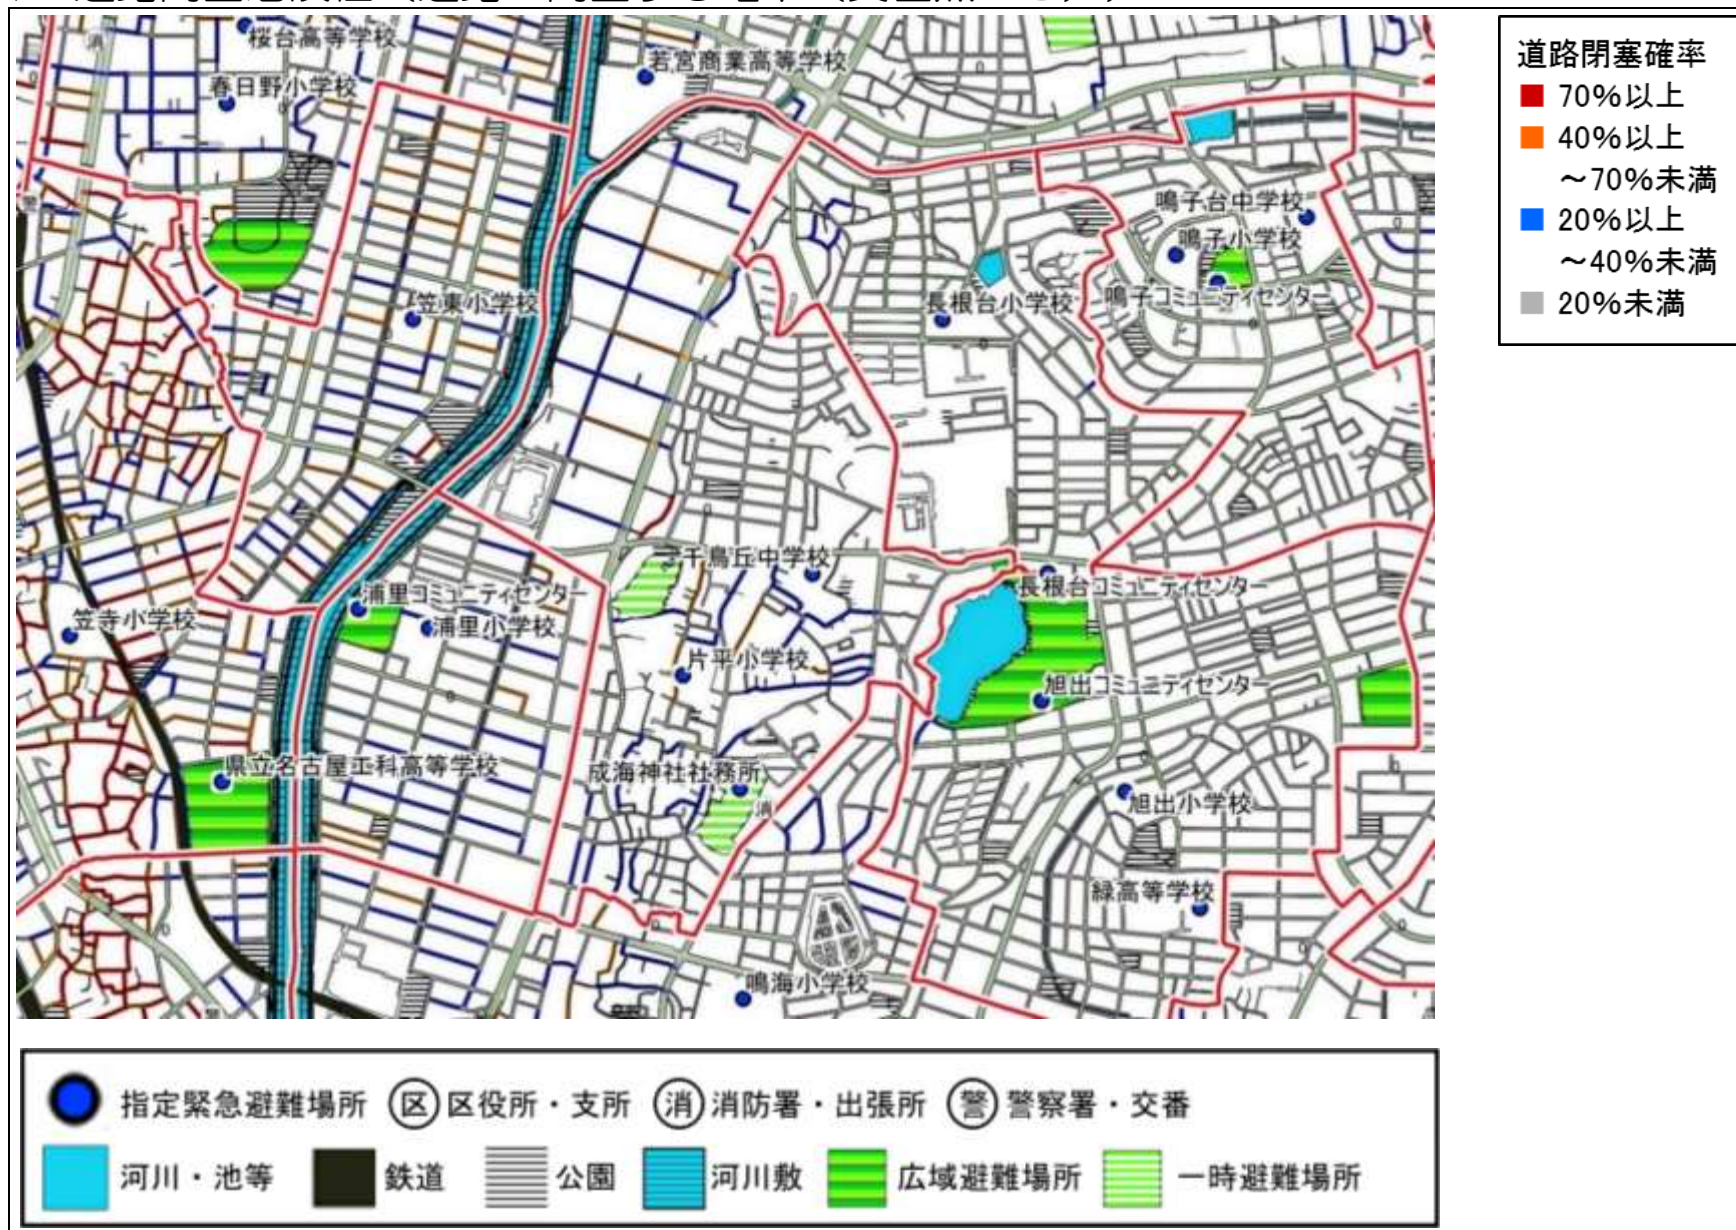 道路閉塞確率
70%以上
40%以上
～70%未満
20%以上
～40%未満
20%未満
消
桜台高等学校
春日野小学校
若宮商業高等学校
鳴子台中学校
鳴子小学校
鳴子コミュニティセンター
長根台小学校
笠東小学校
千鳥丘中学校
長根台コミュニティセンター
浦里コミュニティセンター
浦里小学校
笠寺小学校
片平小学校
旭出コミュニティセンター
県立名古屋工科高等学校
成海神社社務所
消
旭出小学校
緑高等学校
鳴海小学校
指定緊急避難場所 区 区役所・支所 消 消防署・出張所 警 警察署・交番
河川・池等 鉄道 公園 河川敷 広域避難場所 一時避難場所